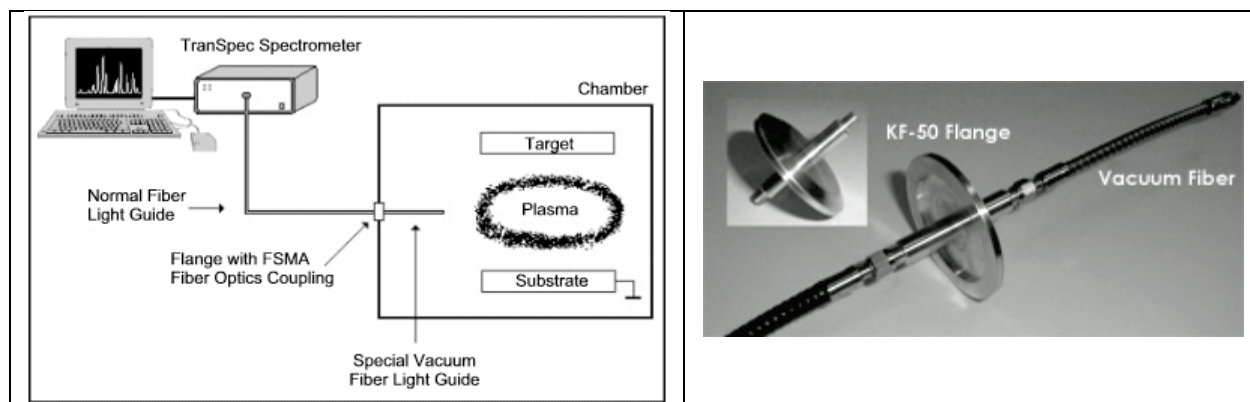 TranSpec Spectrometer
Chamber
Target
Normal Fiber
Light Guide
Plasma
Flange with FSMA
Fiber Optics Coupling
Substrate
Special Vacuum
Fiber Light Guide
KF-50 Flange
Vacuum Fiber